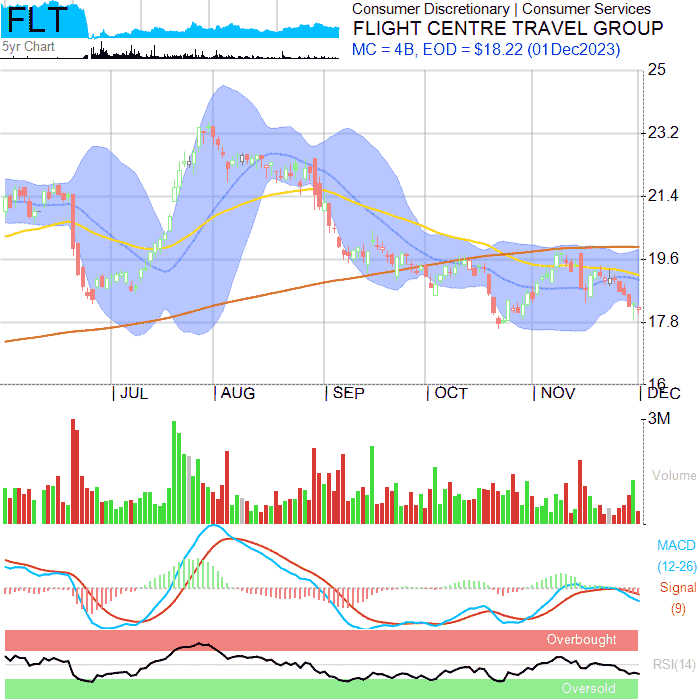 FLT
5yr Chart
Consumer Discretionary | Consumer Services
FLIGHT CENTRE TRAVEL GROUP
MC = 4B, EOD = $18.22 (01Dec2023)
25
23.2
21.4
19.6
17.8
16
JUL AUG SEP OCT NOV DEC
3M
Volume
MACD
(12-26)
Signal
(9)
Overbought
RSI(14)
Oversold